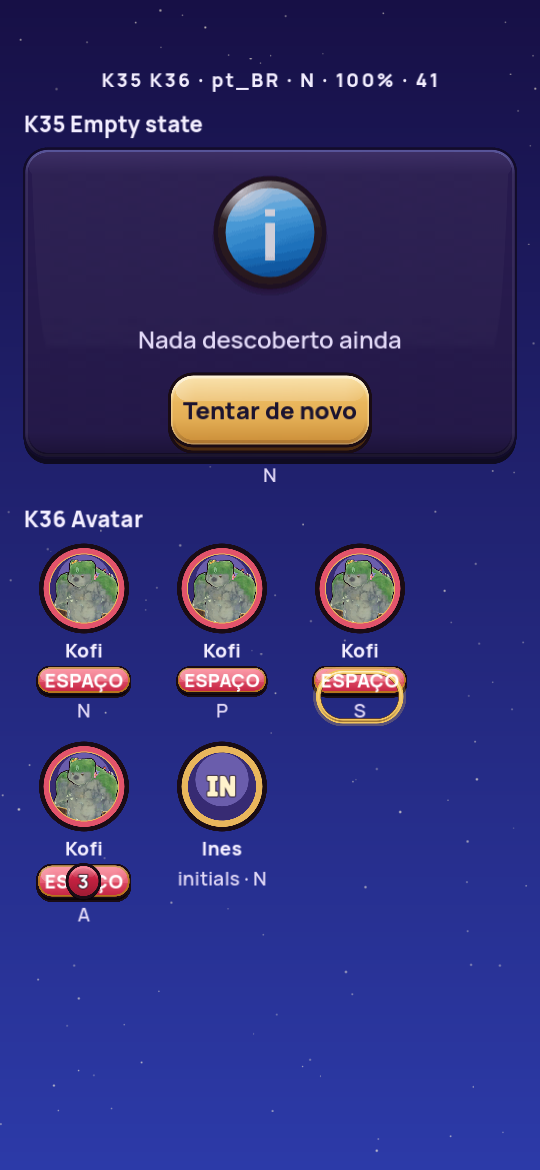 K35 K36 · pt_BR · N · 100% · 41
K35 Empty state
i
Nada descoberto ainda
Tentar de novo
N
K36 Avatar
Kofi Kofi Kofi
ESPAÇO ESPAÇO ESPAÇO
N P S
IN
Kofi Ines
3
initials · N
A